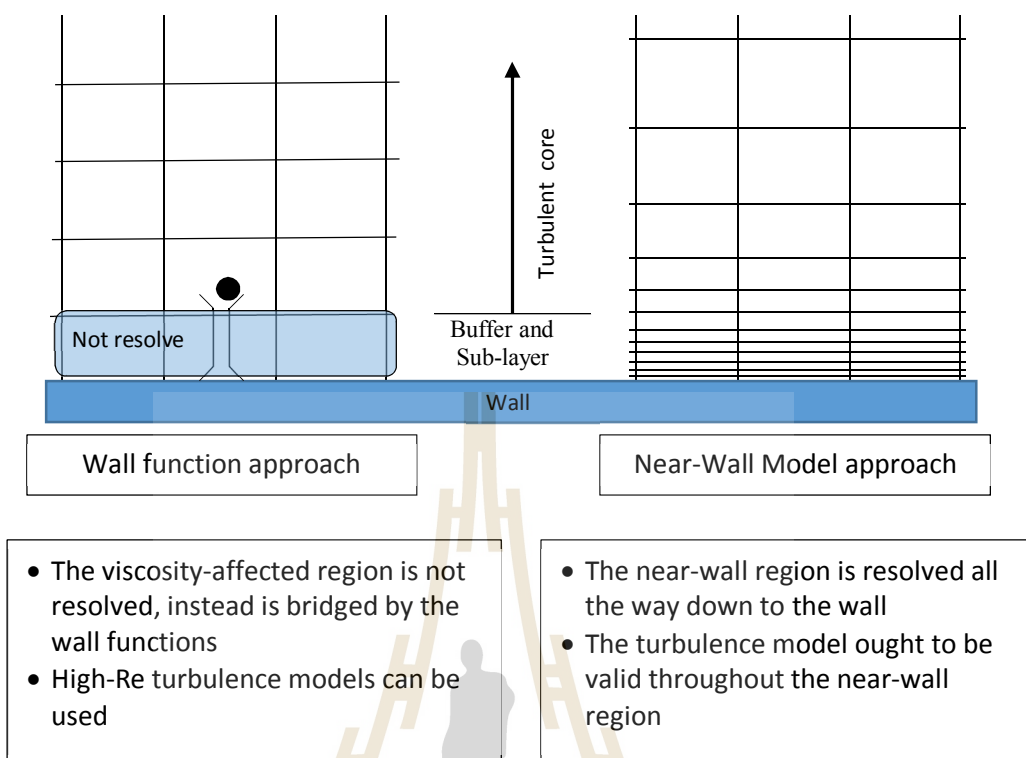 Turbulent core
Not resolve
Buffer and
Sub-layer
Wall
Wall function approach
Near-Wall Model approach
• The viscosity-affected region is not
resolved, instead is bridged by the
wall functions
• High-Re turbulence models can be
used
• The near-wall region is resolved all
the way down to the wall
• The turbulence model ought to be
valid throughout the near-wall
region